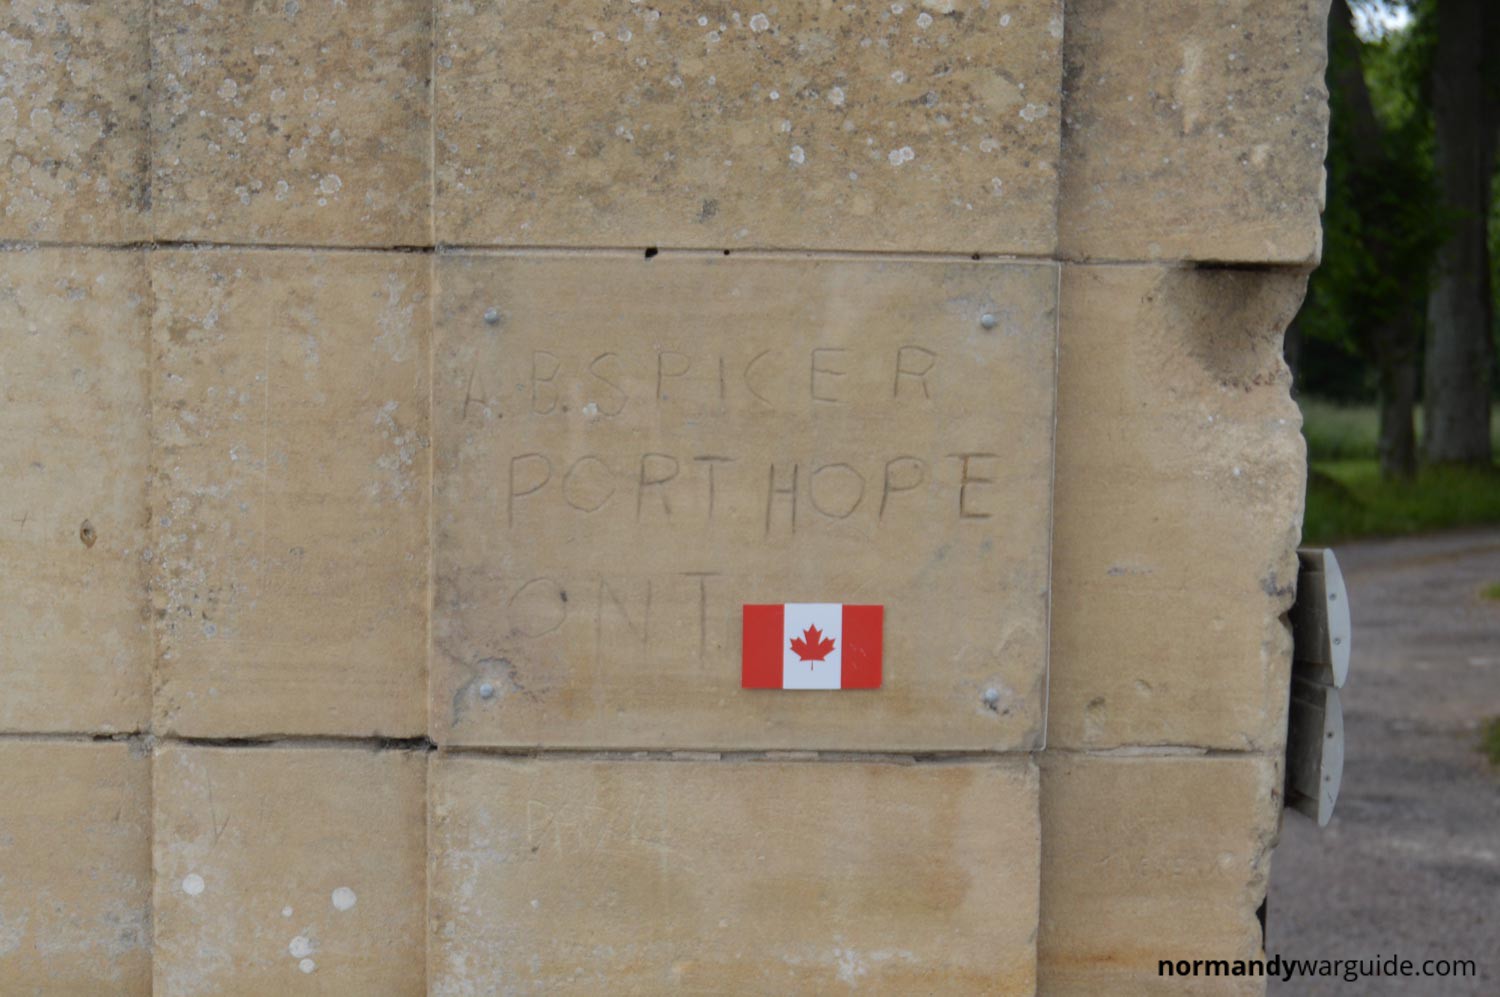 A.B.SPICER
PORT HOPE
ONT
normandywarguide.com